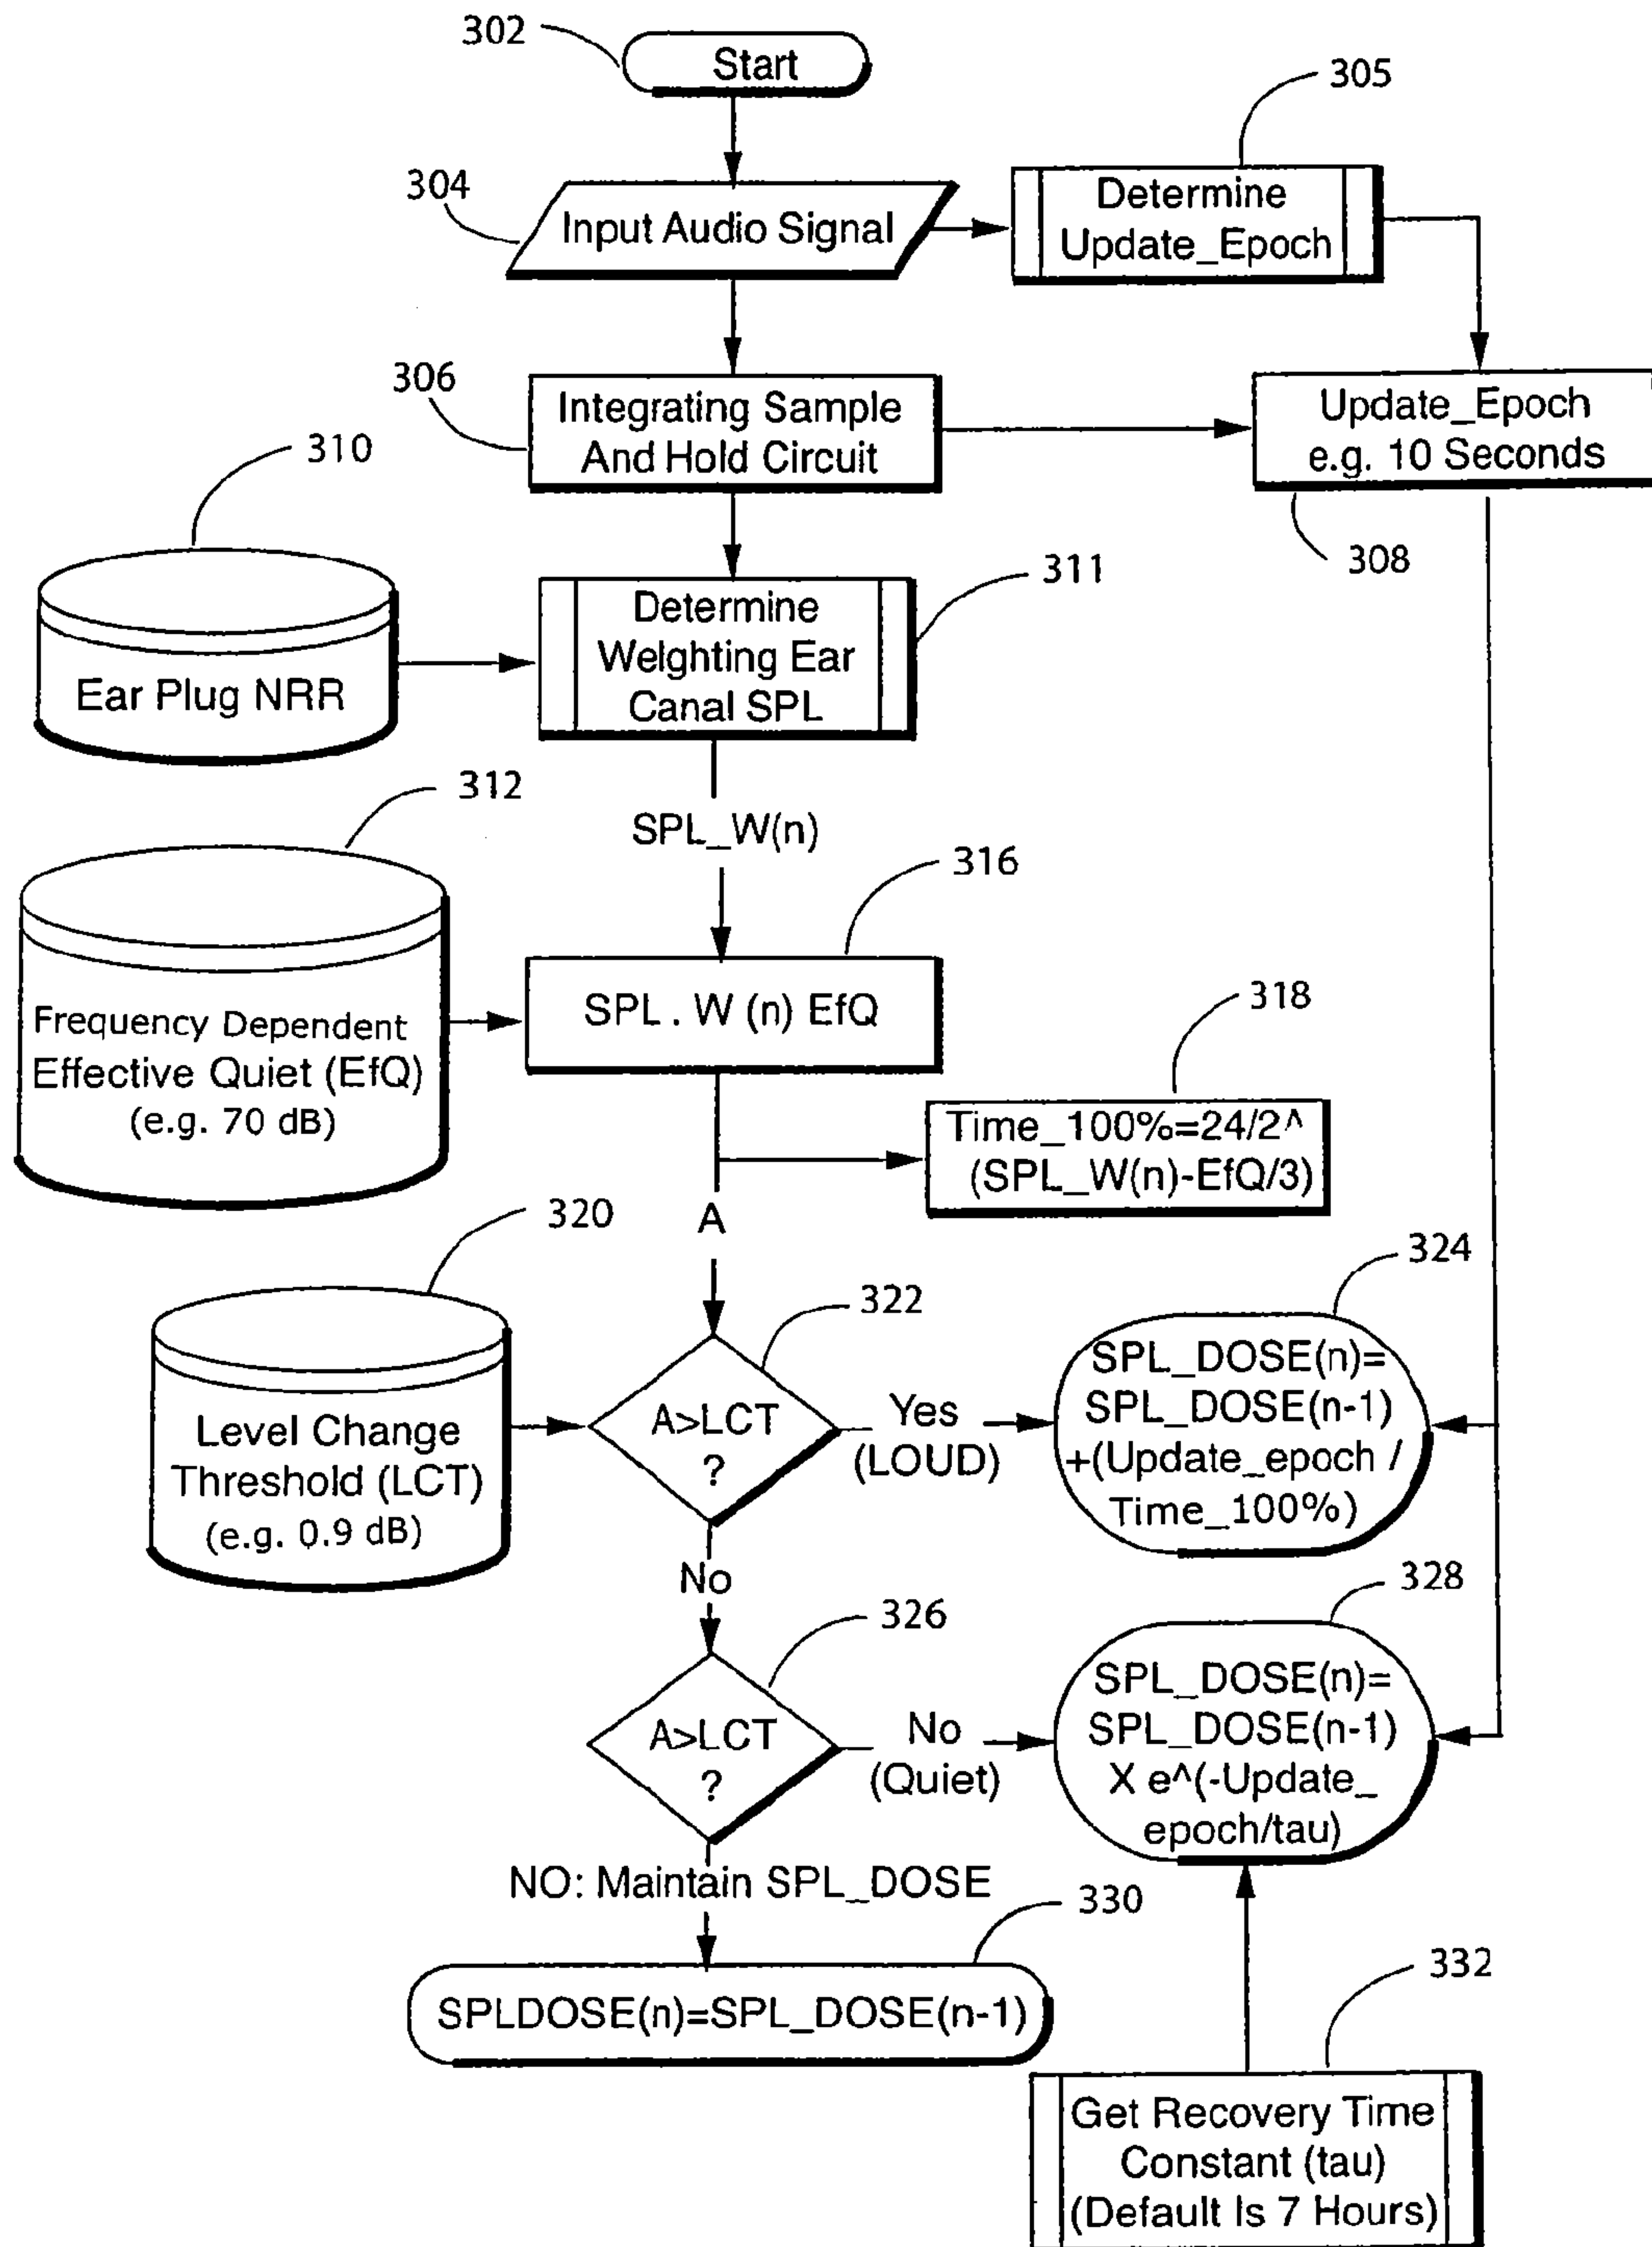 302
Start
305
304
Input Audio Signal
Determine
Update_Epoch
306
Integrating Sample
And Hold Circuit
Update_Epoch
e.g. 10 Seconds
308
310
Ear Plug NRR
311
Determine
Welghting Ear
Canal SPL
312
SPL_W(n)
316
Frequency Dependent
Effective Quiet (EfQ)
(e.g. 70 dB)
SPL . W (n) EfQ
318
Time_100%=24/2^
(SPL_W(n)-EfQ/3)
A
320
Level Change
Threshold (LCT)
(e.g. 0.9 dB)
322
A>LCT
?
Yes
(LOUD)
324
SPL_DOSE(n)=
SPL_DOSE(n-1)
+(Update_epoch /
Time_100%)
No
326
A>LCT
?
No
(Quiet)
328
SPL_DOSE(n)=
SPL_DOSE(n-1)
X e^(-Update_
epoch/tau)
NO: Maintain SPL_DOSE
330
SPLDOSE(n)=SPL_DOSE(n-1)
332
Get Recovery Time
Constant (tau)
(Default Is 7 Hours)